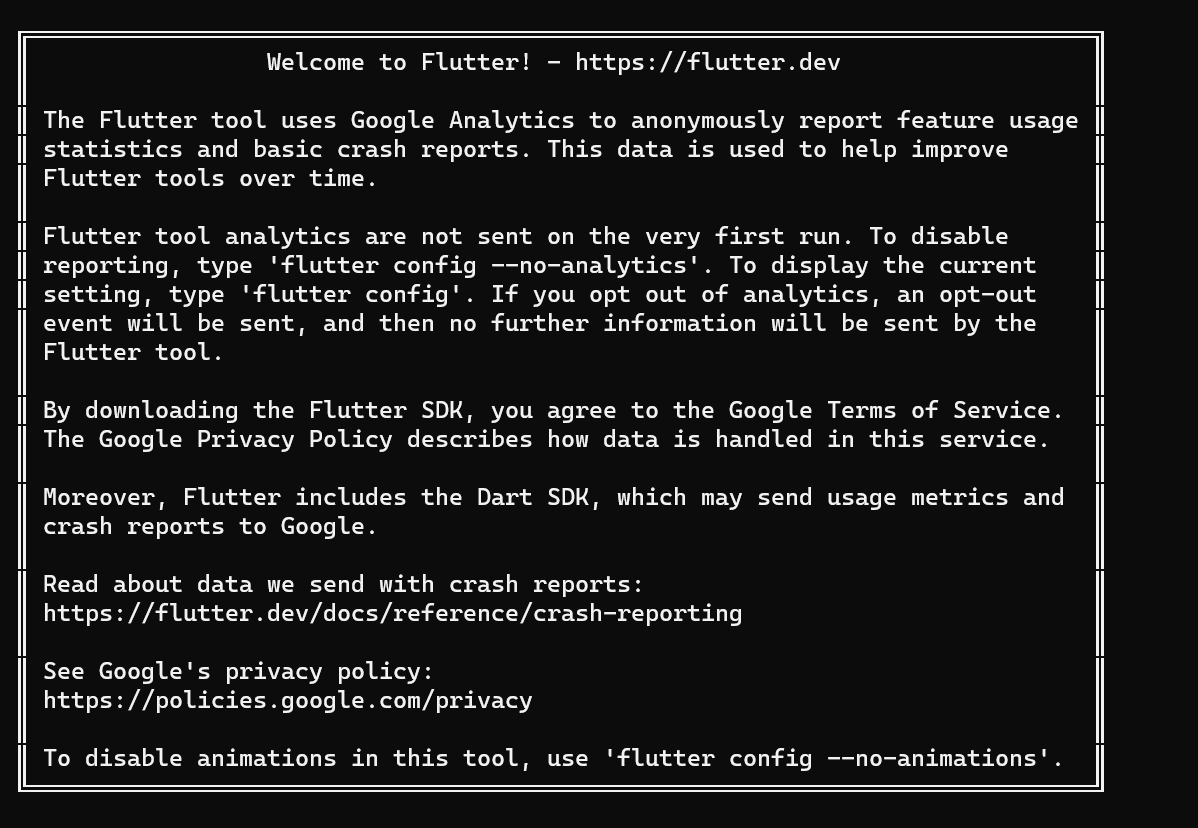 Welcome to Flutter! - https://flutter.dev
The Flutter tool uses Google Analytics to anonymously report feature usage
statistics and basic crash reports. This data is used to help improve
Flutter tools over time.
Flutter tool analytics are not sent on the very first run. To disable
reporting, type 'flutter config --no-analytics'. To display the current
setting, type 'flutter config'. If you opt out of analytics, an opt-out
event will be sent, and then no further information will be sent by the
Flutter tool.
By downloading the Flutter SDK, you agree to the Google Terms of Service.
The Google Privacy Policy describes how data is handled in this service.
Moreover, Flutter includes the Dart SDK, which may send usage metrics and
crash reports to Google.
Read about data we send with crash reports:
https://flutter.dev/docs/reference/crash-reporting
See Google's privacy policy:
https://policies.google.com/privacy
To disable animations in this tool, use 'flutter config --no-animations'.